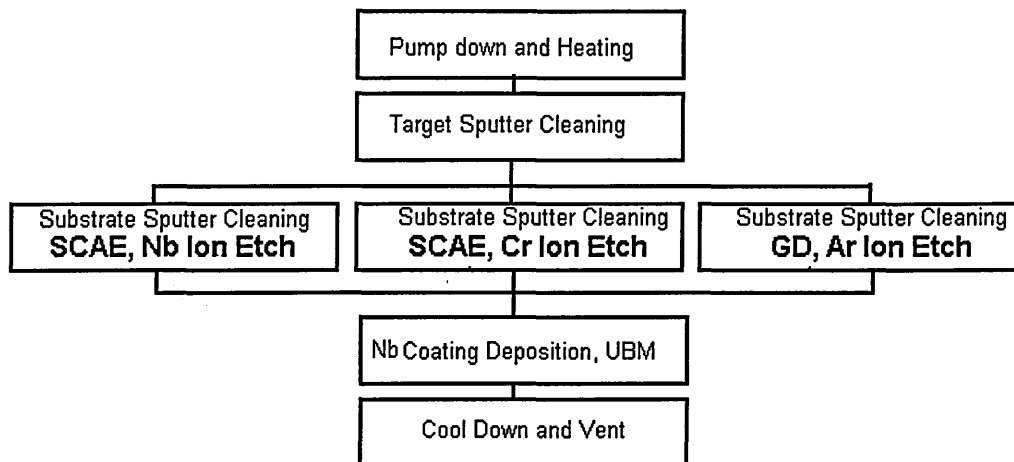 Pump down and Heating
Target Sputter Cleaning
Substrate Sputter Cleaning
SCAE, Nb Ion Etch
Substrate Sputter Cleaning
SCAE, Cr Ion Etch
Substrate Sputter Cleaning
GD, Ar Ion Etch
Nb Coating Deposition, UBM
Cool Down and Vent